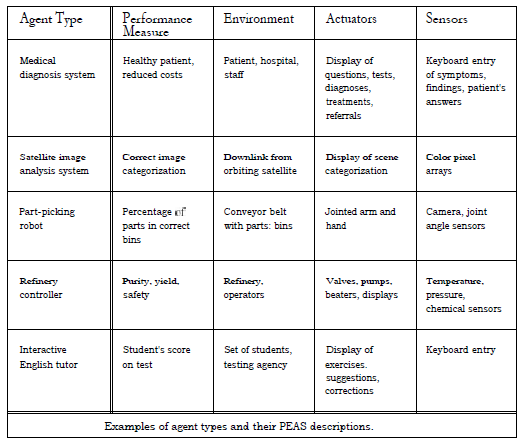 Agent Type
Performance
Measure
Environment
Actuators
Sensors
Medical
diagnosis system
Healthy patient,
reduced costs
Patient, hospital,
staff
Display of
questions, tests,
diagnoses,
treatments,
referrals
Keyboard entry
of symptoms,
findings, patient's
answers
Satellite image
analysis system
Correct image
categorization
Downlink from
orbiting satellite
Display of scene
categorization
Color pixel
arrays
Part-picking
robot
Percentage of
parts in correct
bins
Conveyor belt
with parts: bins
Jointed arm and
hand
Camera, joint
angle sensors
Refinery
controller
Purity, yield,
safety
Refinery,
operators
Valves, pumps,
beaters, displays
Temperature,
pressure,
chemical sensors
Interactive
English tutor
Student's score
on test
Set of students,
testing agency
Display of
exercises.
suggestions,
corrections
Keyboard entry
Examples of agent types and their PEAS descriptions.